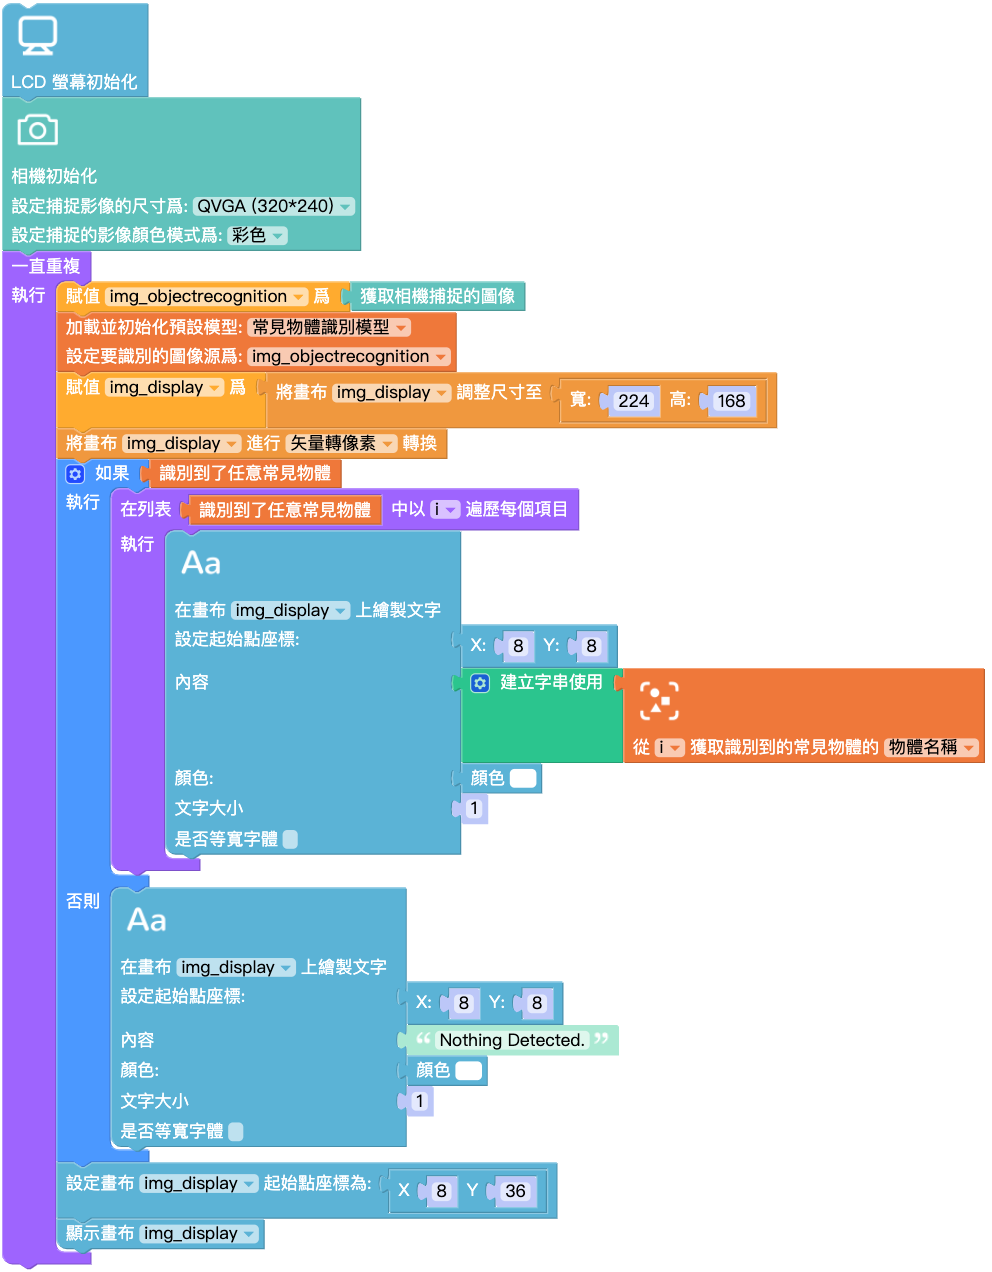 LCD 螢幕初始化
相機初始化
設定捕捉影像的尺寸爲: QVGA (320*240)
設定捕捉的影像顏色模式爲: 彩色
一直重複
執行 賦值 img_objectrecognition 爲 獲取相機捕捉的圖像
加載並初始化預設模型: 常見物體識別模型
設定要識別的圖像源爲: img_objectrecognition
賦值 img_display 爲 將畫布 img_display 調整尺寸至 寬: 224 高: 168
將畫布 img_display 進行 矢量轉像素 轉換
如果 識別到了任意常見物體
執行 在列表 識別到了任意常見物體 中以 i 遍歷每個項目
執行 Aa
在畫布 img_display 上繪製文字
設定起始點座標: X: 8 Y: 8
內容 建立字串使用
從 i 獲取識別到的常見物體的 物體名稱
顏色: 顏色
文字大小 1
是否等寬字體
否則 Aa
在畫布 img_display 上繪製文字
設定起始點座標: X: 8 Y: 8
內容 “ Nothing Detected. ”
顏色: 顏色
文字大小 1
是否等寬字體
設定畫布 img_display 起始點座標為: X 8 Y 36
顯示畫布 img_display